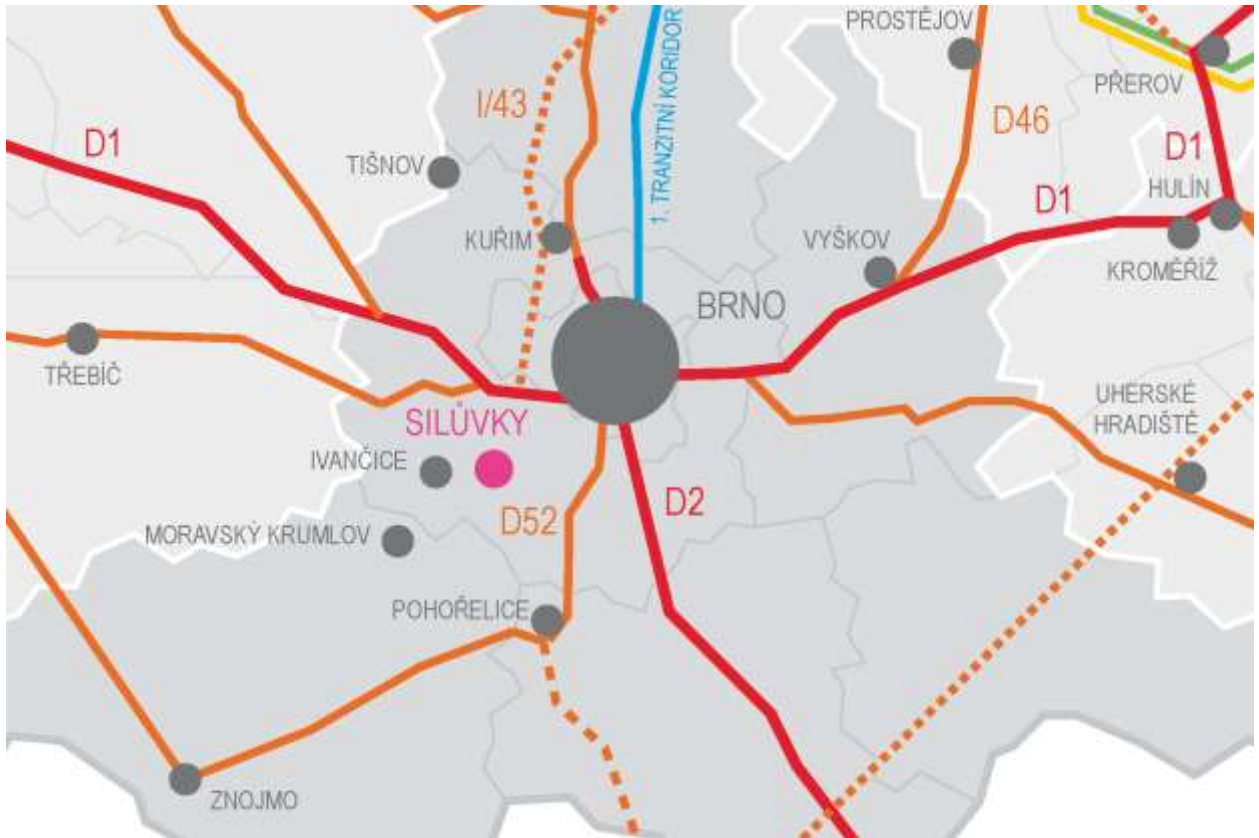 PROSTĚJOV
PŘEROV
I/43
D46
D1
TIŠNOV
1. TRANZITNÍ KORIDOR
D1
HULÍN
D1
KUŘIM
VYŠKOV
KROMĚŘÍŽ
BRNO
TŘEBÍČ
UHERSKÉ
HRADIŠTĚ
SILŮVKY
IVANČICE
D2
D52
MORAVSKÝ KRUMLOV
POHOŘELICE
ZNOJMO